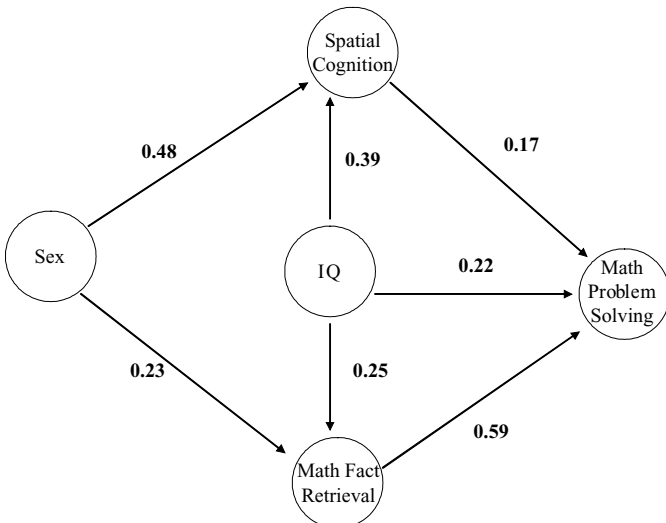 Spatial
Cognition
0.48
0.17
0.39
Sex
IQ
0.22
Math
Problem
Solving
0.23
0.25
0.59
Math Fact
Retrieval